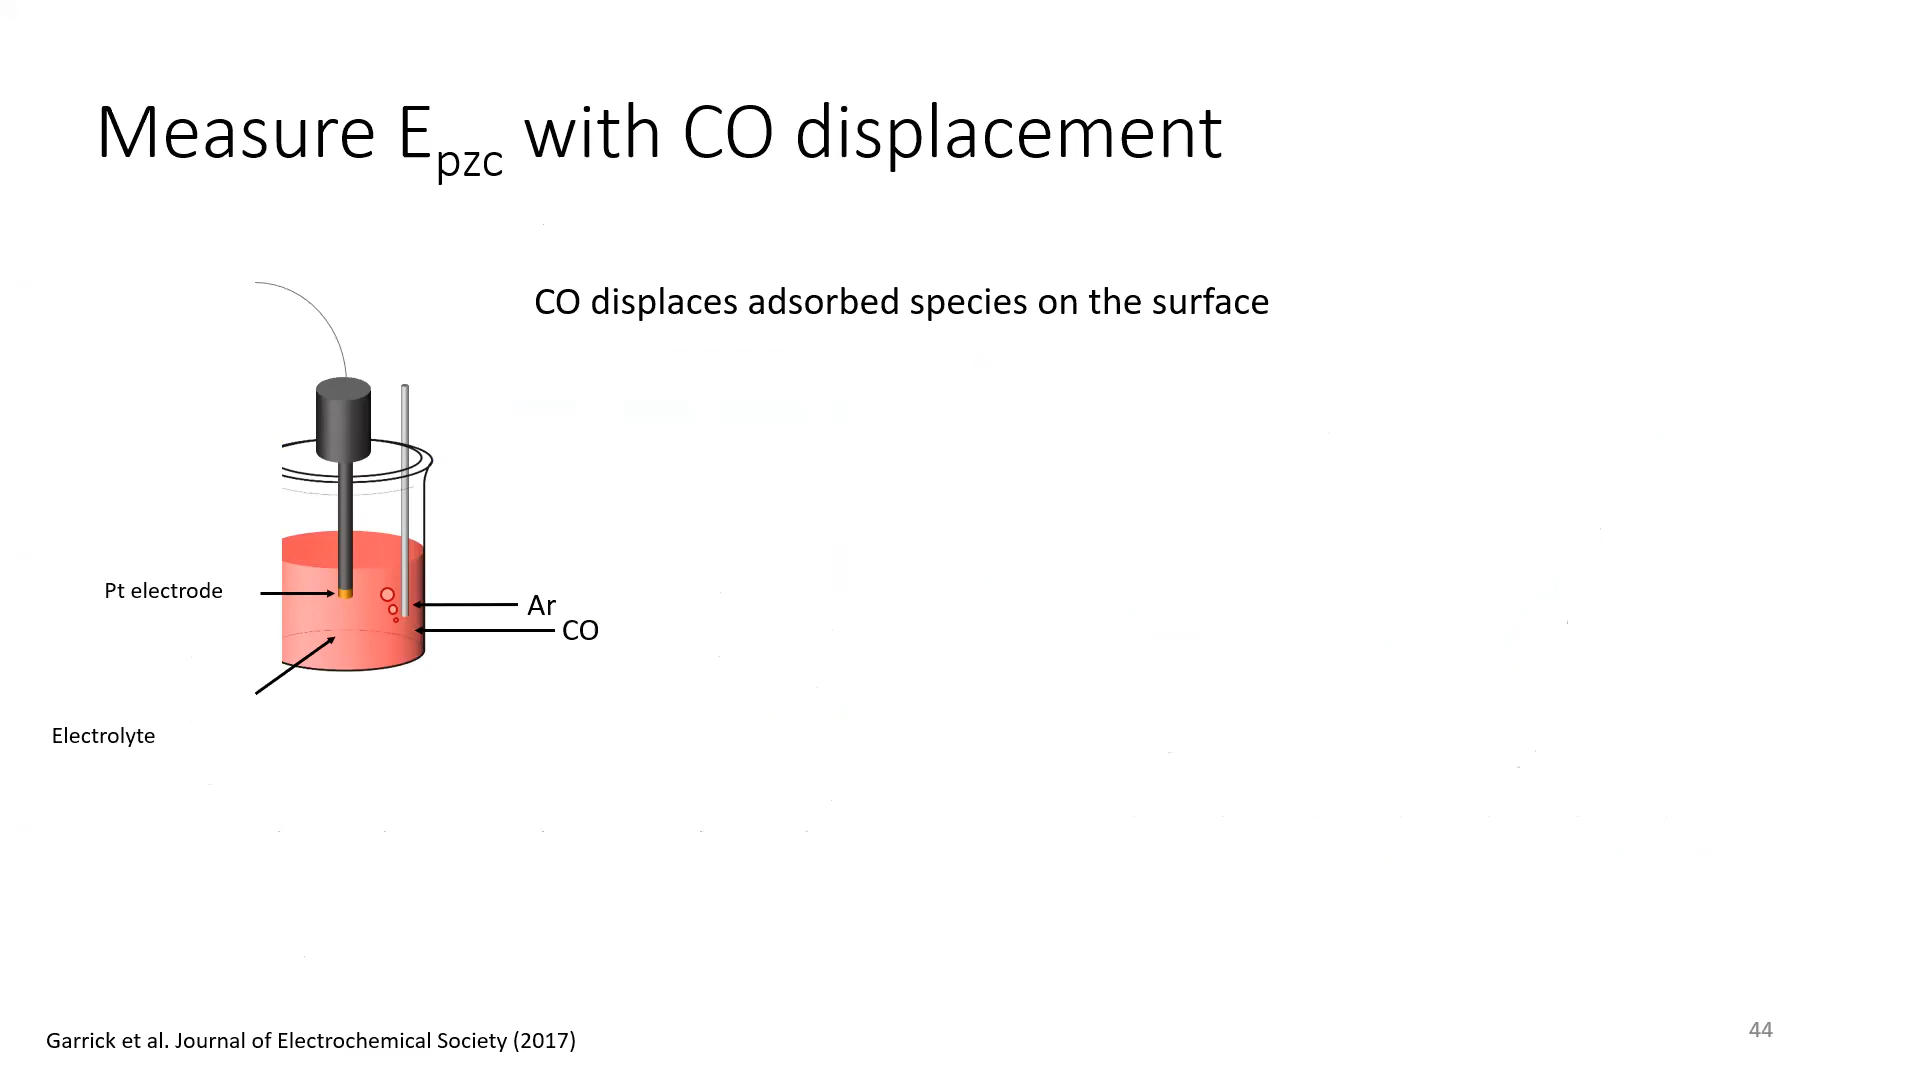 Measure Epzc with CO displacement
CO displaces adsorbed species on the surface
Pt electrode
Ar
CO
Electrolyte
Garrick et al. Journal of Electrochemical Society (2017)
44